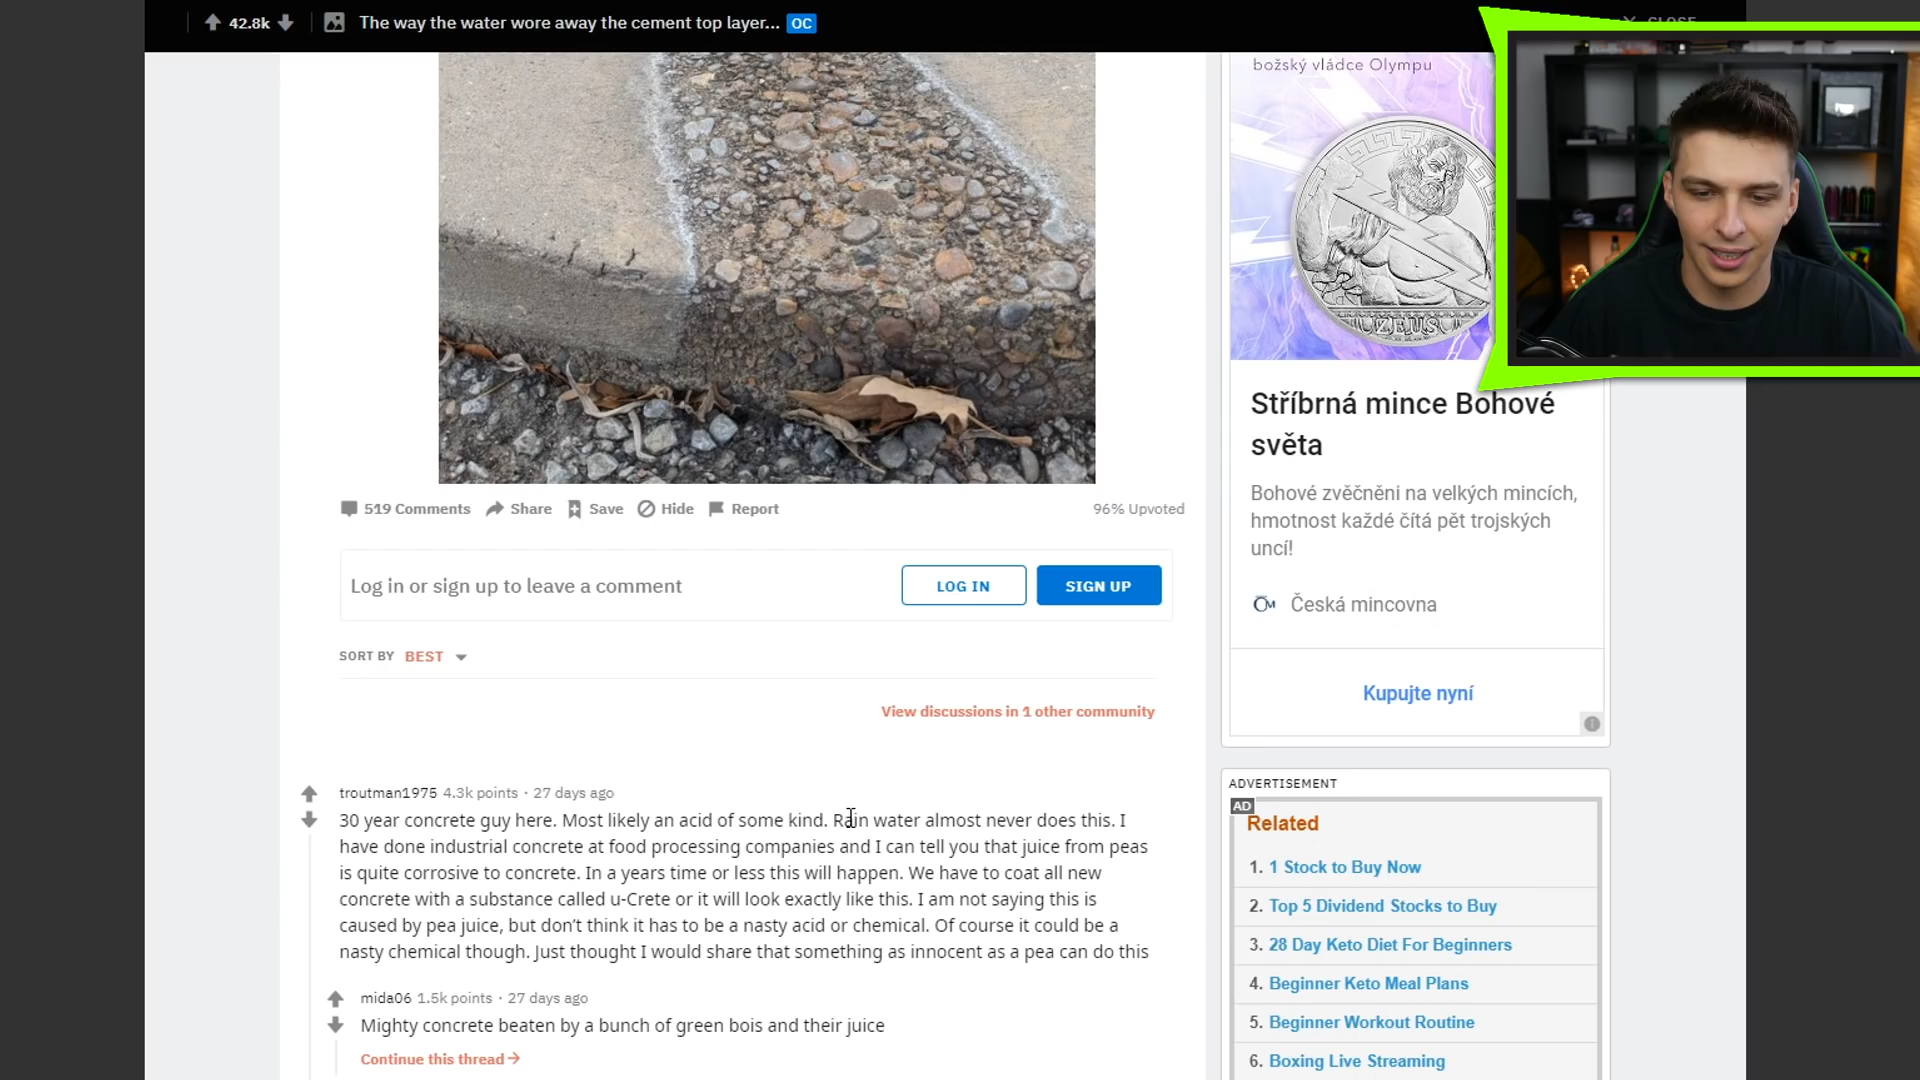 42.8k The way the water wore away the cement top layer... OC
CLOSE
božský vládce Olympu
ZEUS
Stříbrná mince Bohové
světa
Bohové zvěčněni na velkých mincích,
hmotnost každé čítá pět trojských
uncí!
Česká mincovna
Kupujte nyní
519 Comments Share Save Hide Report 96% Upvoted
Log in or sign up to leave a comment LOG IN SIGN UP
SORT BY BEST
View discussions in 1 other community
troutman1975 4.3k points · 27 days ago
30 year concrete guy here. Most likely an acid of some kind. Rain water almost never does this. I
have done industrial concrete at food processing companies and I can tell you that juice from peas
is quite corrosive to concrete. In a years time or less this will happen. We have to coat all new
concrete with a substance called u-Crete or it will look exactly like this. I am not saying this is
caused by pea juice, but don’t think it has to be a nasty acid or chemical. Of course it could be a
nasty chemical though. Just thought I would share that something as innocent as a pea can do this
mida06 1.5k points · 27 days ago
Mighty concrete beaten by a bunch of green bois and their juice
Continue this thread
ADVERTISEMENT
AD
Related
1. 1 Stock to Buy Now
2. Top 5 Dividend Stocks to Buy
3. 28 Day Keto Diet For Beginners
4. Beginner Keto Meal Plans
5. Beginner Workout Routine
6. Boxing Live Streaming